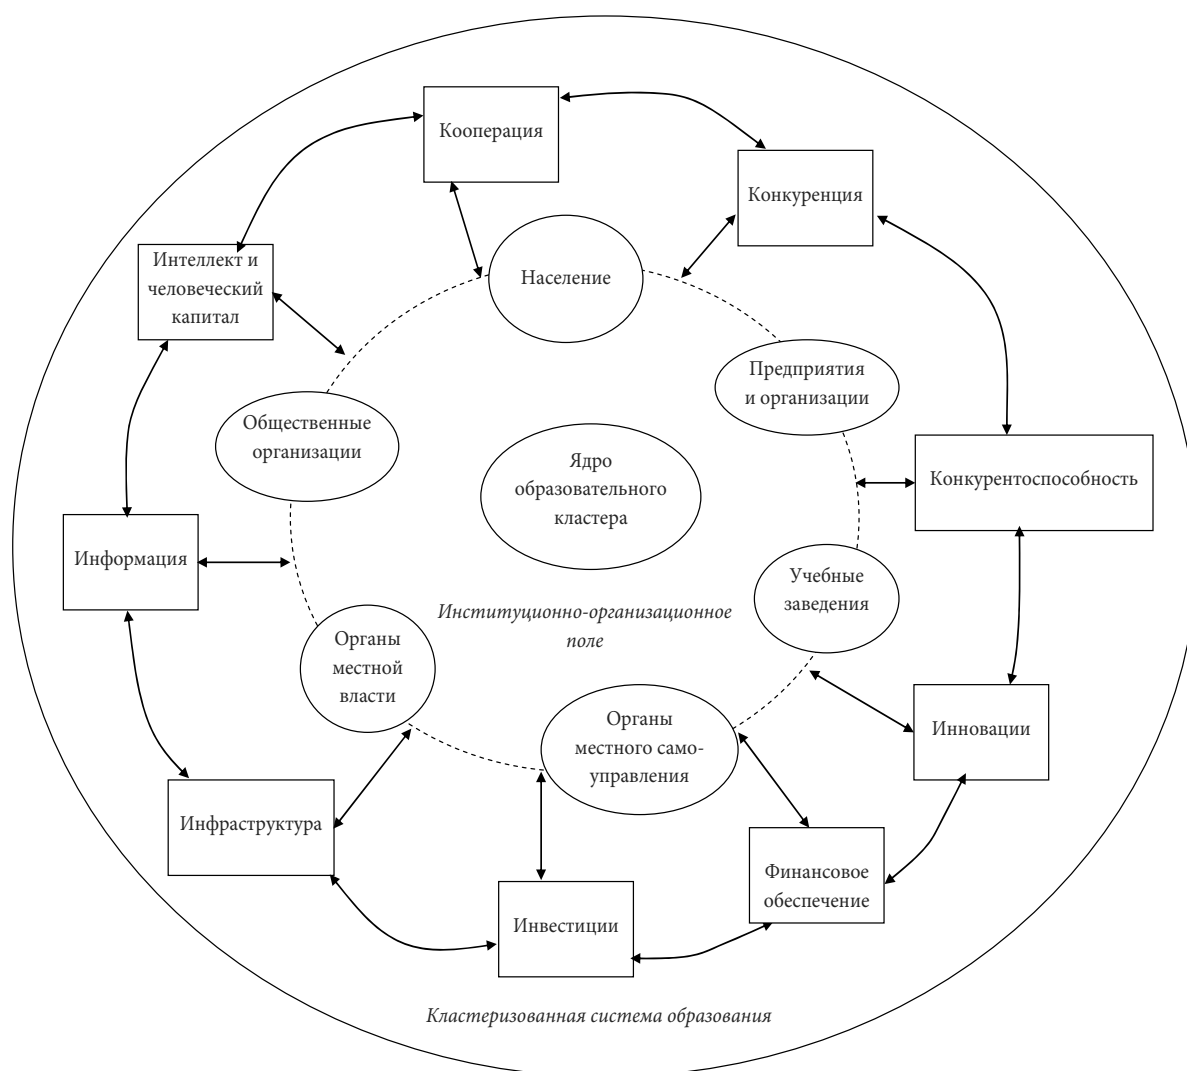 Кооперация
Конкуренция
Интеллект и
человеческий
капитал
Население
Предприятия
и организации
Общественные
организации
Ядро
образовательного
кластера
Конкурентоспособность
Информация
Учебные
заведения
Институционно-организационное
поле
Органы
местной
власти
Органы
местного само-
управления
Инновации
Инфраструктура
Финансовое
обеспечение
Инвестиции
Кластеризованная система образования